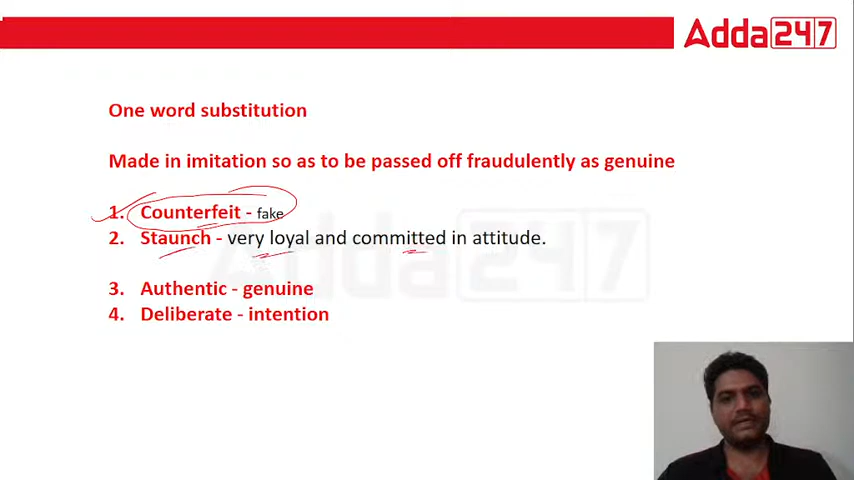 Adda247
One word substitution
Made in imitation so as to be passed off fraudulently as genuine
1. Counterfeit - fake
2. Staunch - very loyal and committed in attitude.
3. Authentic - genuine
4. Deliberate - intention
Adda247